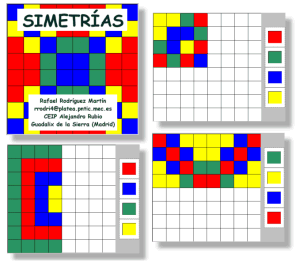 SIMETRÍAS
Rafael Rodríguez Martín
rrodri4@platea.pntic.mec.es
CEIP Alejandro Rubio
Guadalix de la Sierra (Madrid)